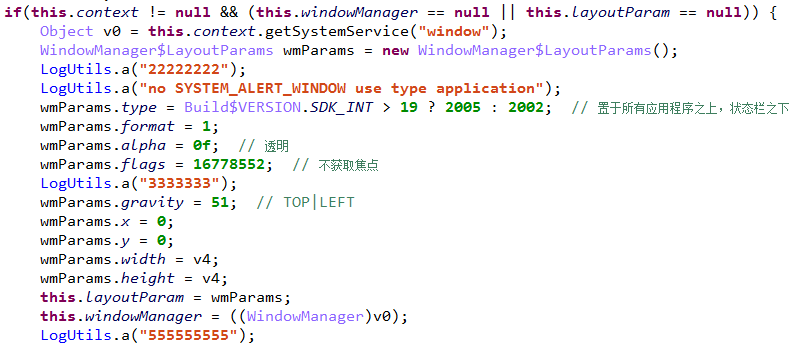 if(this.context != null && (this.windowManager == null || this.layoutParam == null)) {
    Object v0 = this.context.getSystemService("window");
    WindowManager$LayoutParams wmParams = new WindowManager$LayoutParams();
    LogUtils.a("22222222");
    LogUtils.a("no SYSTEM_ALERT_WINDOW use type application");
    wmParams.type = Build$VERSION.SDK_INT > 19 ? 2005 : 2002;  // 置于所有应用程序之上，状态栏之下
    wmParams.format = 1;
    wmParams.alpha = 0f;  // 透明
    wmParams.flags = 16778552;  // 不获取焦点
    LogUtils.a("3333333");
    wmParams.gravity = 51;  // TOP|LEFT
    wmParams.x = 0;
    wmParams.y = 0;
    wmParams.width = v4;
    wmParams.height = v4;
    this.layoutParam = wmParams;
    this.windowManager = ((WindowManager)v0);
    LogUtils.a("555555555");